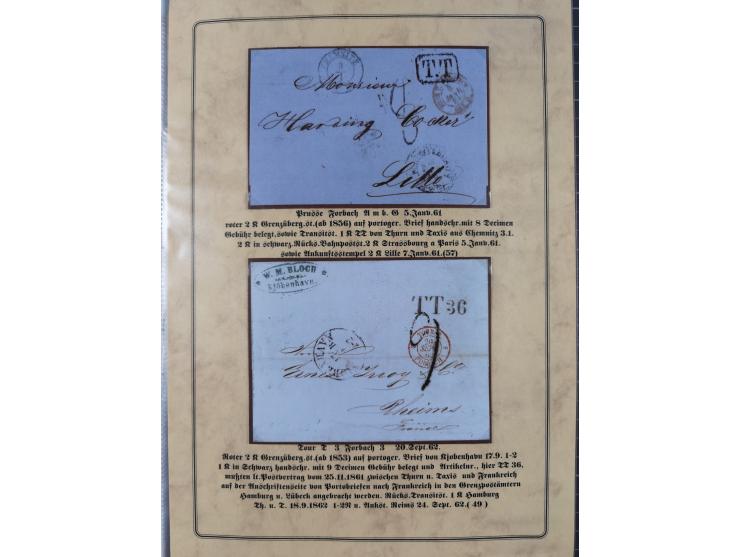 CHEMNITZ
T.T
Monsieur
Harding Cocker
Lille
Prusse Forbach A m b. G 5.Janv.61
roter 2 K Grenzüberg.st.(ab 1856) auf portoger. Brief handschr.mit 8 Decimen
Gebühr belegt,sowie Transitst. 1 K TT von Thurn und Taxis aus Chemnitz 3.1.
2 K in schwarz.Rücks.Bahnpostst.2 K Strassbourg a Paris 5.Janv.61.
sowie Ankunftsstempel 2 K Lille 7.Janv.61.(57)
W. M. BLOCH
Kjöbenhavn.
TT 36
9
Rheims
France
Tour T 3 Forbach 3 20.Sept.62.
Roter 2 K Grenzüberg.st.(ab 1853) auf portoger. Brief von Kjobenhavn 17.9. 1-2
1 K in Schwarz handschr. mit 9 Decimen Gebühr belegt und Artikelnr., hier TT 36,
mußten lt.Postvertrag vom 25.11.1861 zwischen Thurn u. Taxis und Frankreich
auf der Anschriftenseite von Portobriefen nach Frankreich in den Grenzpostämtern
Hamburg u. Lübeck angebracht werden. Rücks.Transitst. 1 K Hamburg
Th. u. T. 18.9.1862 1-2N u. Ankst. Reims 24. Sept. 62.( 49 )